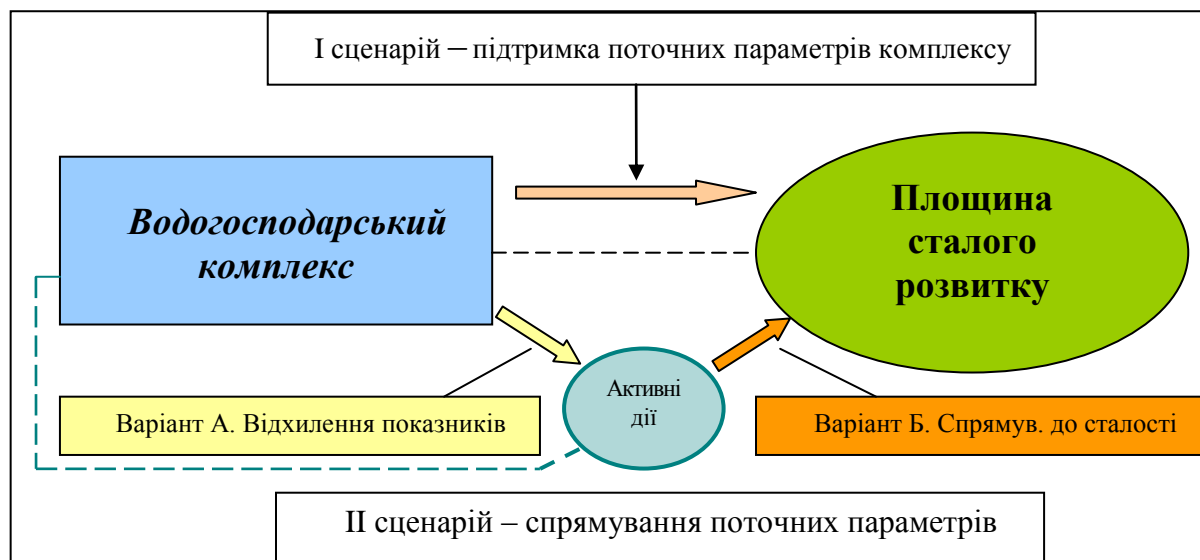 І сценарій – підтримка поточних параметрів комплексу
Водогосподарський
комплекс
Площина
сталого
розвитку
Активні
дії
Варіант А. Відхилення показників
Варіант Б. Спрямув. до сталості
ІІ сценарій – спрямування поточних параметрів